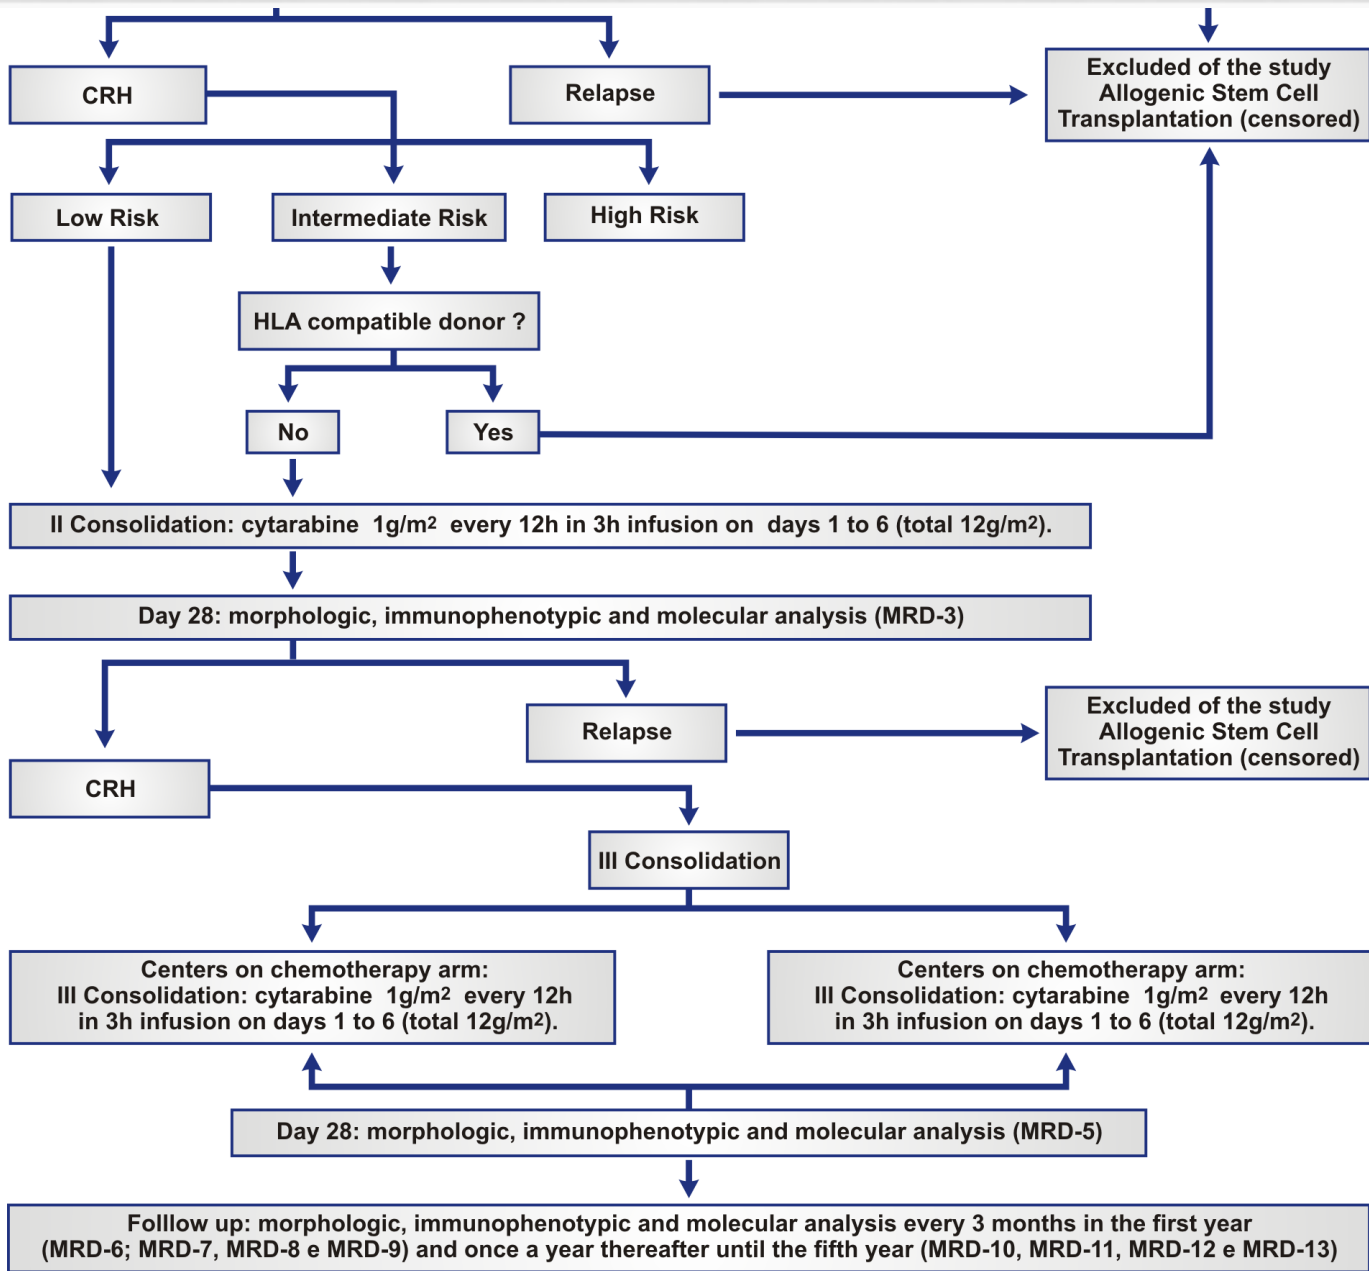 CRH
Relapse
Excluded of the study
Allogenic Stem Cell
Transplantation (censored)
Low Risk
Intermediate Risk
High Risk
HLA compatible donor ?
No
Yes
II Consolidation: cytarabine 1g/m² every 12h in 3h infusion on days 1 to 6 (total 12g/m²).
Day 28: morphologic, immunophenotypic and molecular analysis (MRD-3)
Relapse
Excluded of the study
Allogenic Stem Cell
Transplantation (censored)
CRH
III Consolidation
Centers on chemotherapy arm:
III Consolidation: cytarabine 1g/m² every 12h
in 3h infusion on days 1 to 6 (total 12g/m²).
Centers on chemotherapy arm:
III Consolidation: cytarabine 1g/m² every 12h
in 3h infusion on days 1 to 6 (total 12g/m²).
Day 28: morphologic, immunophenotypic and molecular analysis (MRD-5)
Folllow up: morphologic, immunophenotypic and molecular analysis every 3 months in the first year
(MRD-6; MRD-7, MRD-8 e MRD-9) and once a year thereafter until the fifth year (MRD-10, MRD-11, MRD-12 e MRD-13)